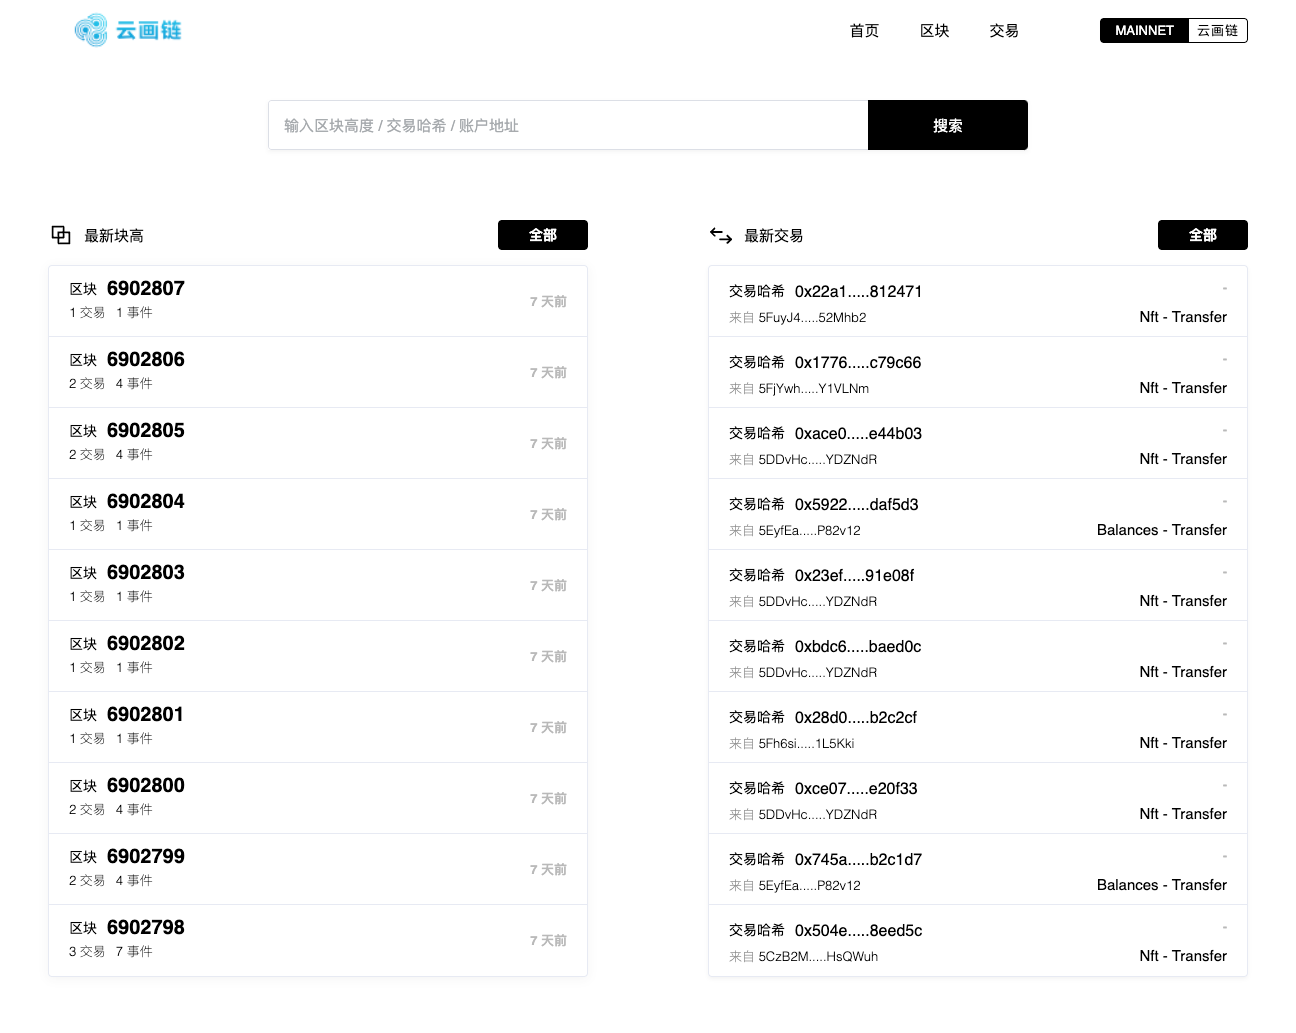 云画链
首页 区块 交易 MAINNET 云画链
输入区块高度 / 交易哈希 / 账户地址 搜索
最新块高 全部
区块 6902807
1 交易 1 事件
7 天前
区块 6902806
2 交易 4 事件
7 天前
区块 6902805
2 交易 4 事件
7 天前
区块 6902804
1 交易 1 事件
7 天前
区块 6902803
1 交易 1 事件
7 天前
区块 6902802
1 交易 1 事件
7 天前
区块 6902801
1 交易 1 事件
7 天前
区块 6902800
2 交易 4 事件
7 天前
区块 6902799
2 交易 4 事件
7 天前
区块 6902798
3 交易 7 事件
7 天前
最新交易 全部
交易哈希 0x22a1.....812471 -
来自 5FuyJ4.....52Mhb2 Nft - Transfer
交易哈希 0x1776.....c79c66 -
来自 5FjYwh.....Y1VLNm Nft - Transfer
交易哈希 0xace0.....e44b03 -
来自 5DDvHc.....YDZNdR Nft - Transfer
交易哈希 0x5922.....daf5d3 -
来自 5EyfEa.....P82v12 Balances - Transfer
交易哈希 0x23ef.....91e08f -
来自 5DDvHc.....YDZNdR Nft - Transfer
交易哈希 0xbdc6.....baed0c -
来自 5DDvHc.....YDZNdR Nft - Transfer
交易哈希 0x28d0.....b2c2cf -
来自 5Fh6si.....1L5Kki Nft - Transfer
交易哈希 0xce07.....e20f33 -
来自 5DDvHc.....YDZNdR Nft - Transfer
交易哈希 0x745a.....b2c1d7 -
来自 5EyfEa.....P82v12 Balances - Transfer
交易哈希 0x504e.....8eed5c -
来自 5CzB2M.....HsQWuh Nft - Transfer